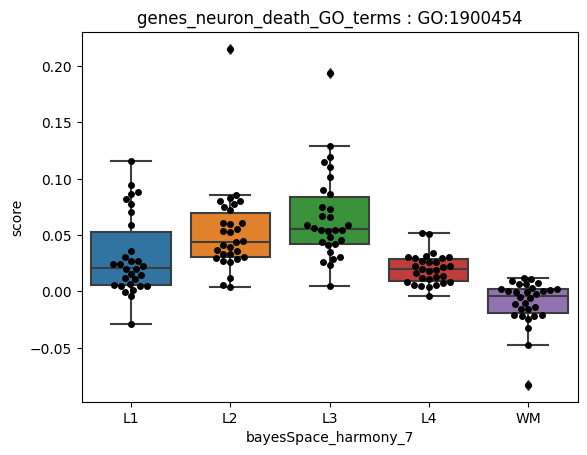 genes_neuron_death_GO_terms : GO:1900454
score
0.20
0.15
0.10
0.05
0.00
−0.05
L1 L2 L3 L4 WM
bayesSpace_harmony_7